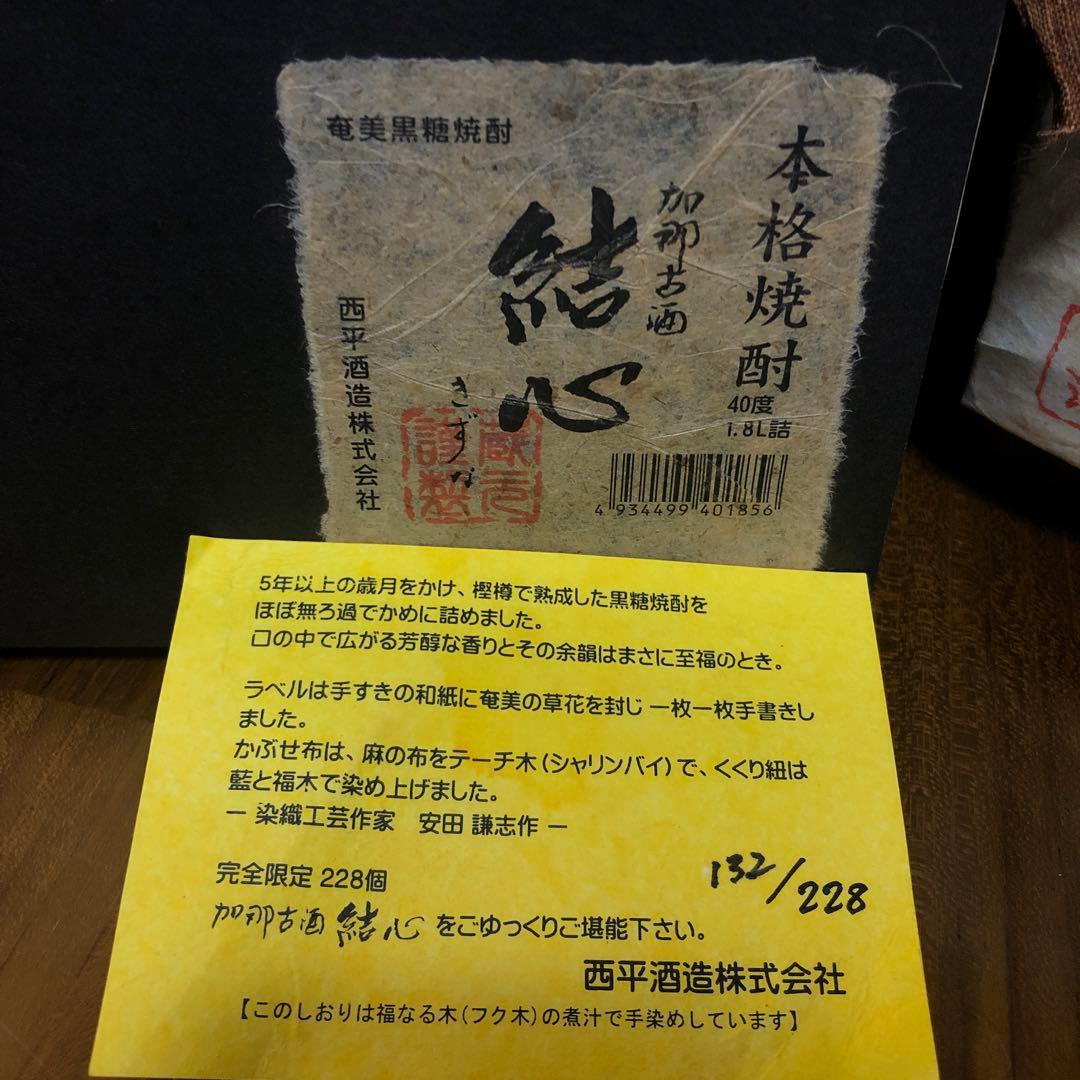 奄美黒糖焼酎
本格焼酎
加那古酒
結心
きずな
蔵元
謹製
西平酒造株式会社
40度
1.8L詰
4 934499 401856
5年以上の歳月をかけ、樫樽で熟成した黒糖焼酎を
ほぼ無ろ過でかめに詰めました。
口の中で広がる芳醇な香りとその余韻はまさに至福のとき。
ラベルは手すきの和紙に奄美の草花を封じ 一枚一枚手書きし
ました。
かぶせ布は、麻の布をテーチ木(シャリンバイ)で、くくり紐は
藍と福木で染め上げました。
ー 染織工芸作家　安田 謙志作 ー
完全限定 228個
132/228
加那古酒 結心 をごゆっくりご堪能下さい。
西平酒造株式会社
【このしおりは福なる木(フク木)の煮汁で手染めしています】